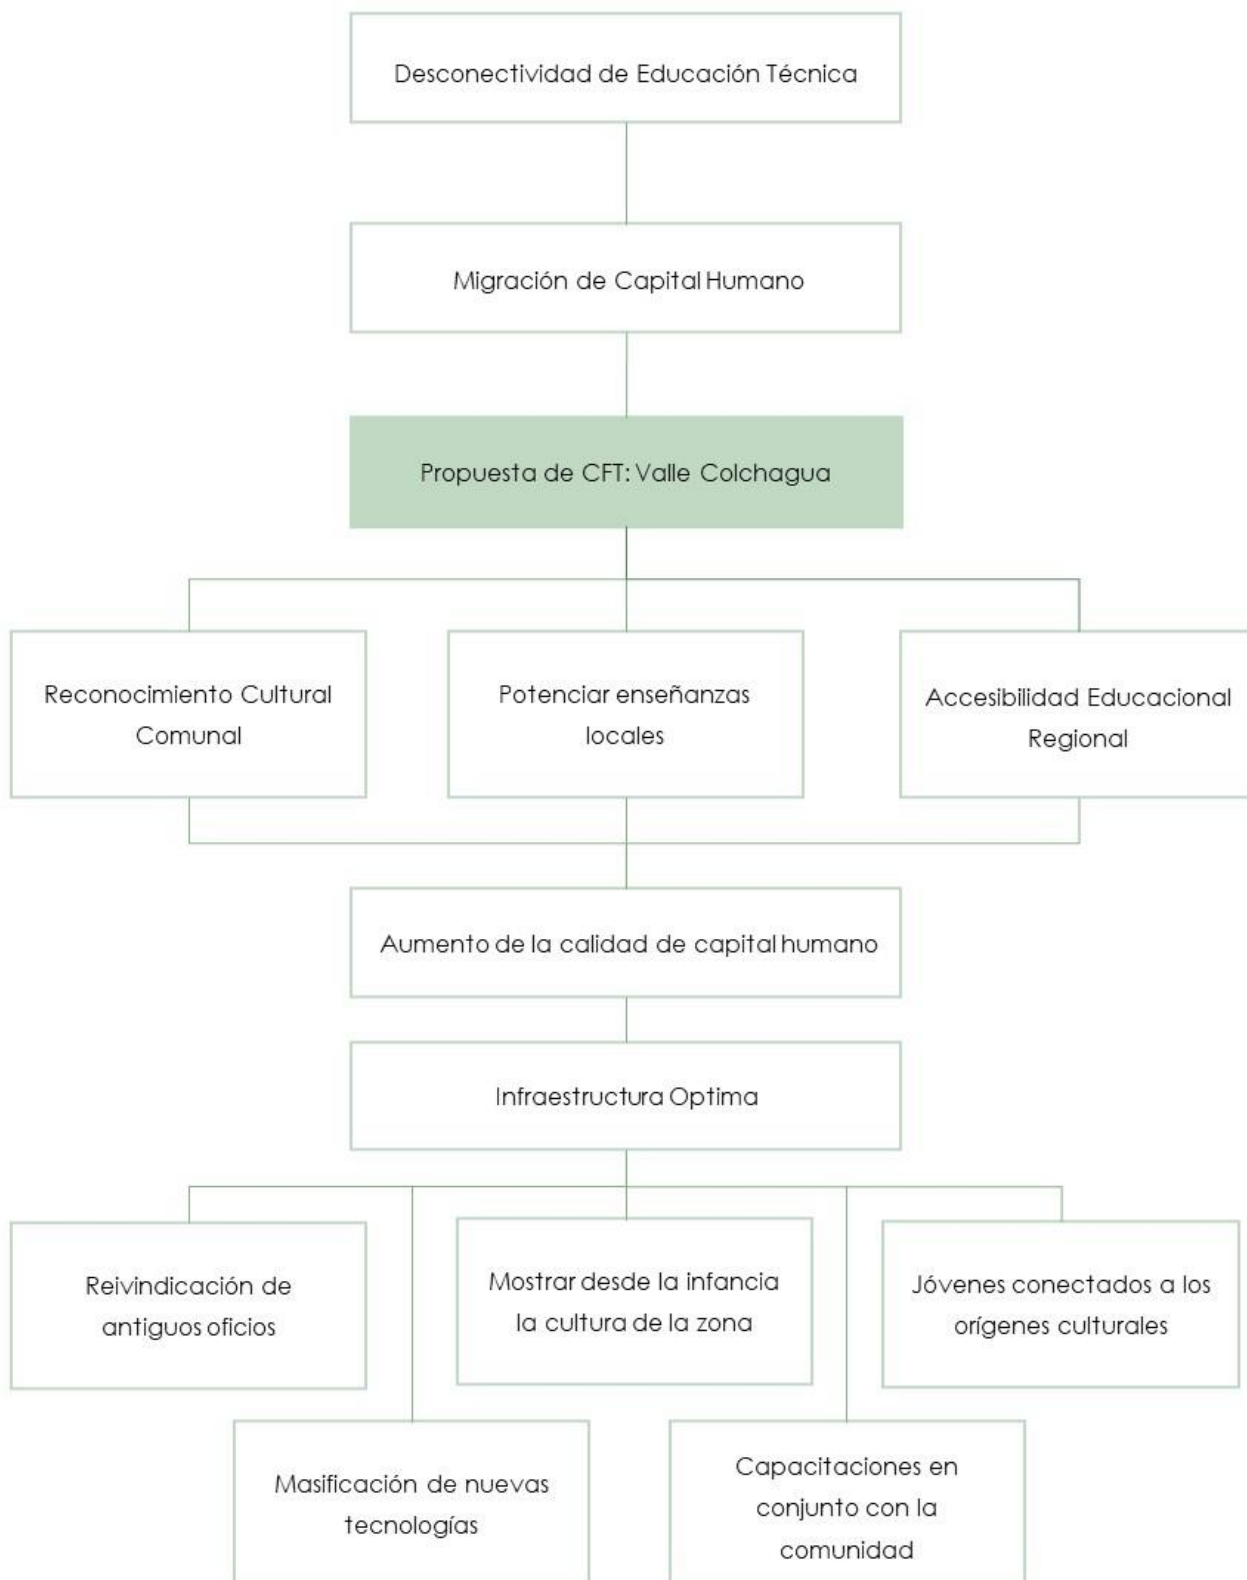 Desconectividad de Educación Técnica
Migración de Capital Humano
Propuesta de CFT: Valle Colchagua
Reconocimiento Cultural
Comunal
Potenciar enseñanzas
locales
Accesibilidad Educacional
Regional
Aumento de la calidad de capital humano
Infraestructura Optima
Reivindicación de
antiguos oficios
Mostrar desde la infancia
la cultura de la zona
Jóvenes conectados a los
orígenes culturales
Masificación de nuevas
tecnologías
Capacitaciones en
conjunto con la
comunidad